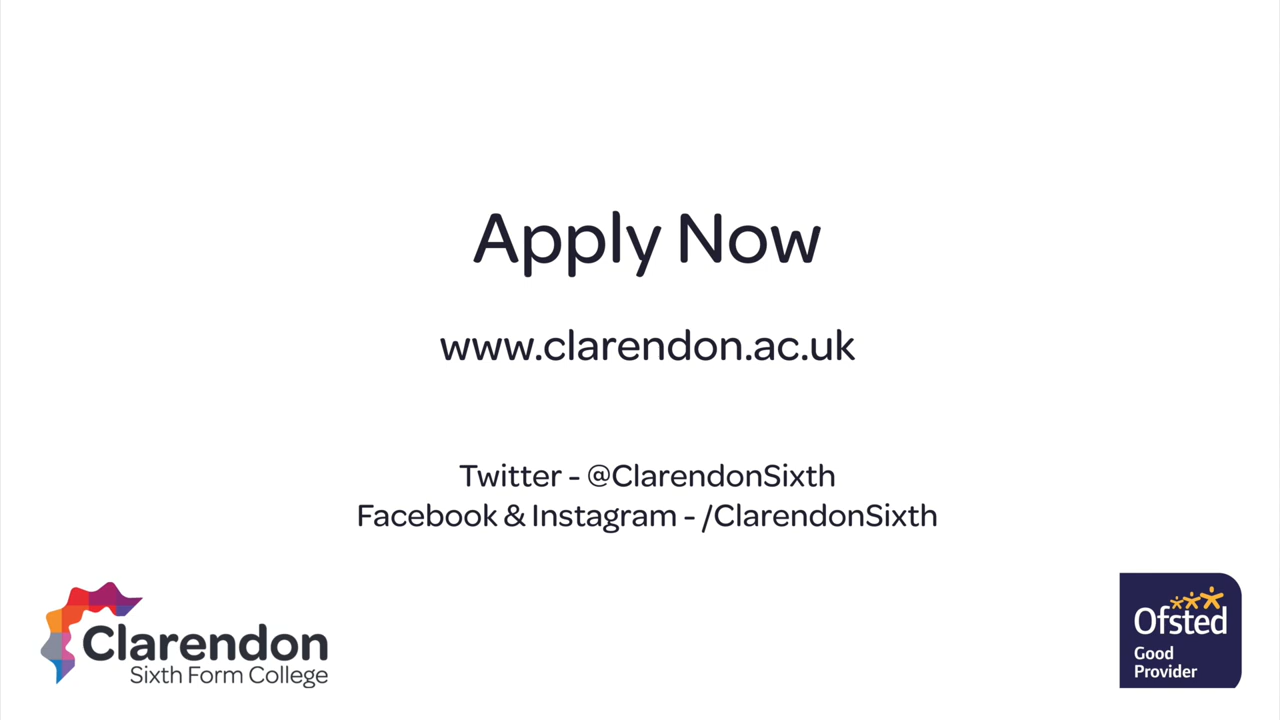 Apply Now
www.clarendon.ac.uk
Twitter - @ClarendonSixth
Facebook & Instagram - /ClarendonSixth
Clarendon
Sixth Form College
Ofsted
Good
Provider